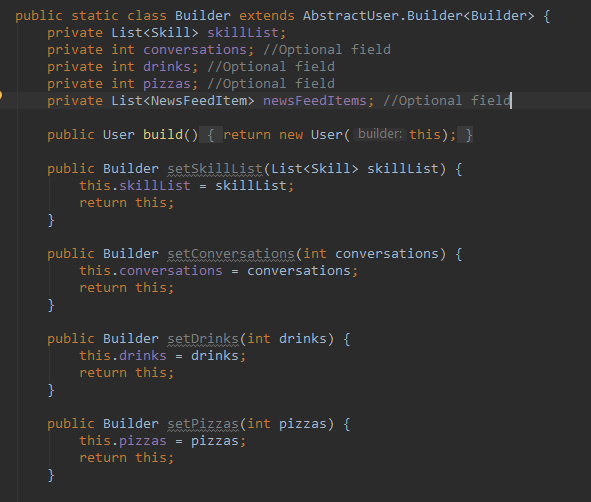 public static class Builder extends AbstractUser.Builder<Builder> {
private List<Skill> skillList;
private int conversations; //Optional field
private int drinks; //Optional field
private int pizzas; //Optional field
private List<NewsFeedItem> newsFeedItems; //Optional field
public User build() { return new User( builder: this); }
public Builder setSkillList(List<Skill> skillList) {
this.skillList = skillList;
return this;
}
public Builder setConversations(int conversations) {
this.conversations = conversations;
return this;
}
public Builder setDrinks(int drinks) {
this.drinks = drinks;
return this;
}
public Builder setPizzas(int pizzas) {
this.pizzas = pizzas;
return this;
}